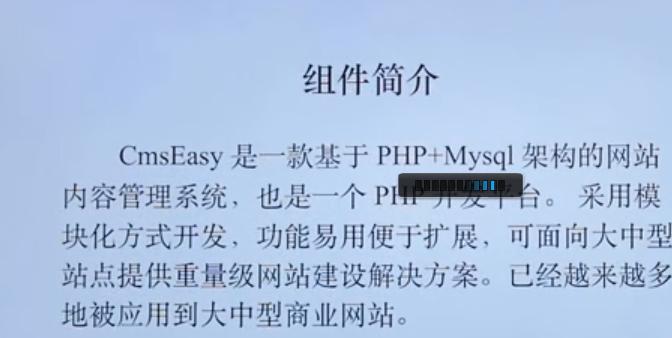 组件简介
CmsEasy 是一款基于 PHP+Mysql 架构的网站
内容管理系统，也是一个 PHP 开发平台。 采用模
块化方式开发，功能易用便于扩展，可面向大中型
站点提供重量级网站建设解决方案。已经越来越多
地被应用到大中型商业网站。